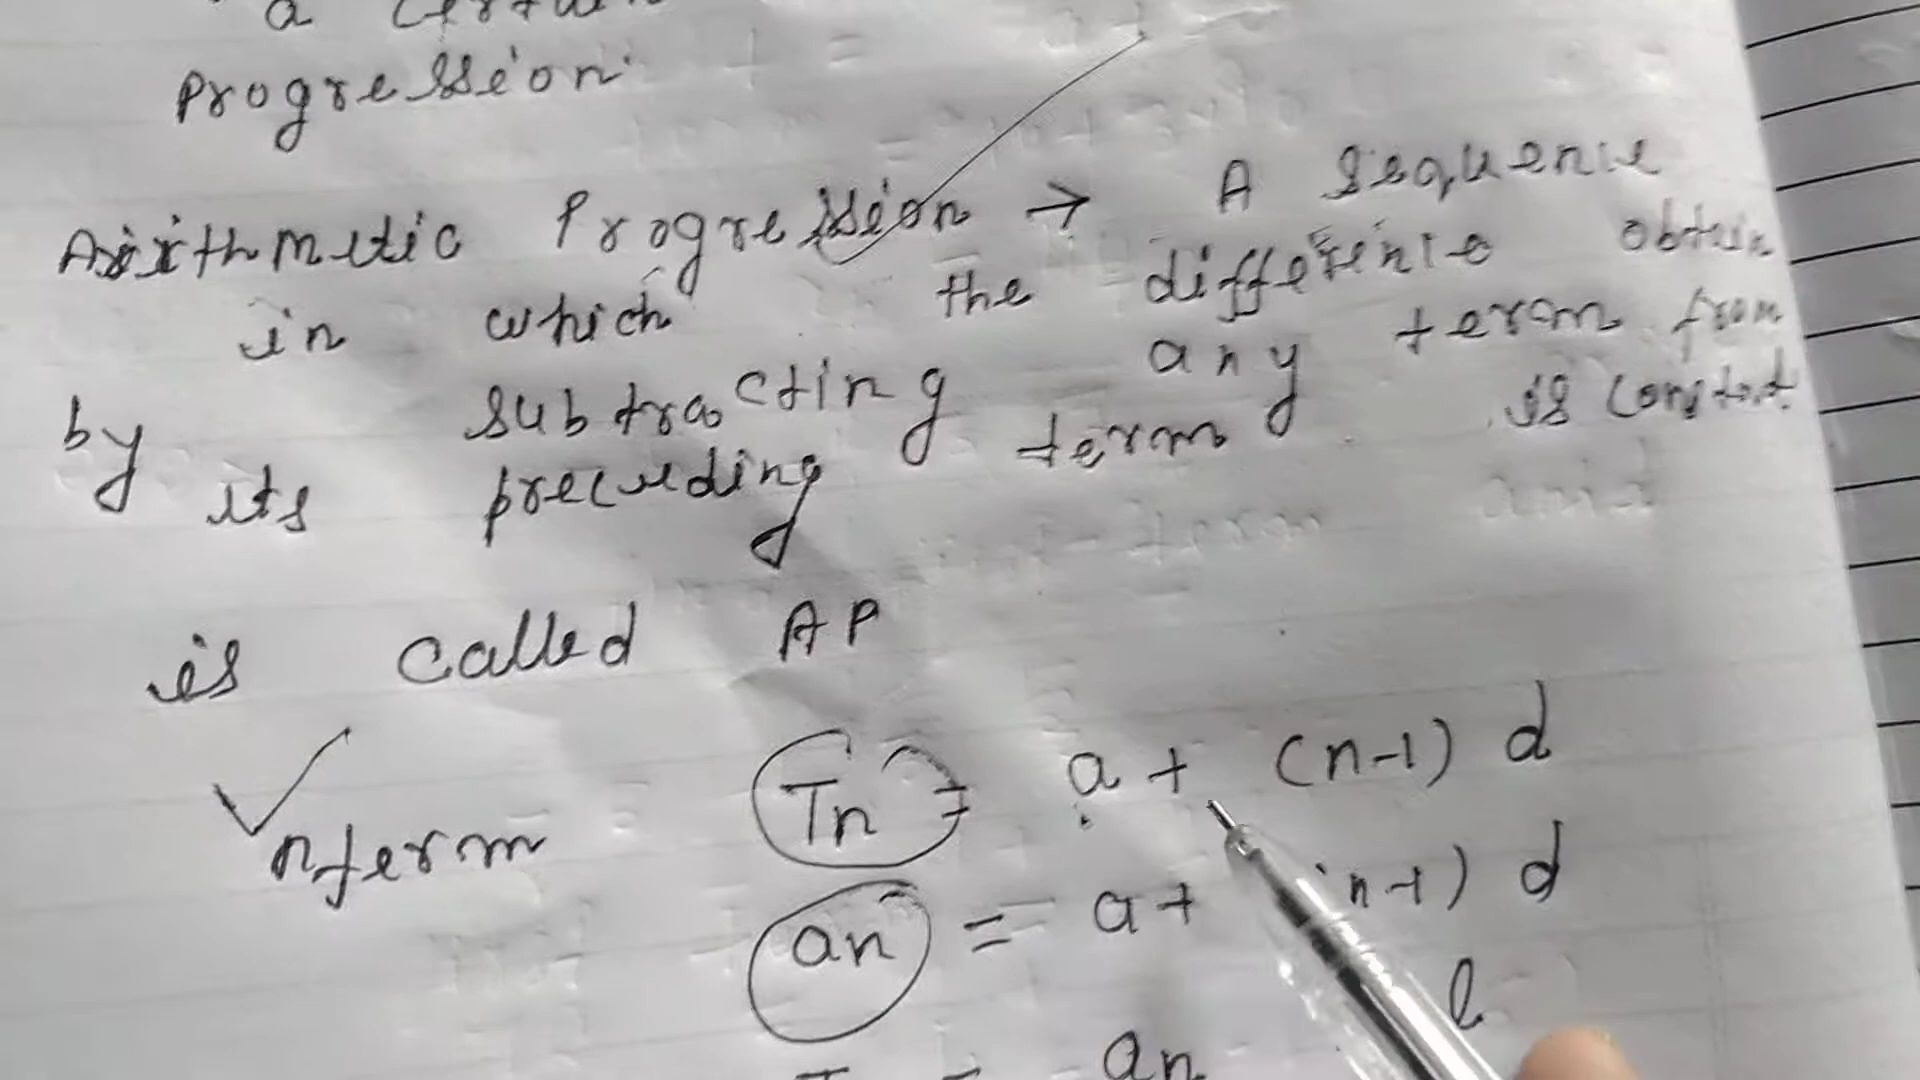 a
Progression
Arithmetic Progression → A sequence
in which the difference obtain
by subtracting any term from
its preceding term is constant.
is called AP
nterm Tn = a + (n-1) d
an = a + n-1) d
l
= an